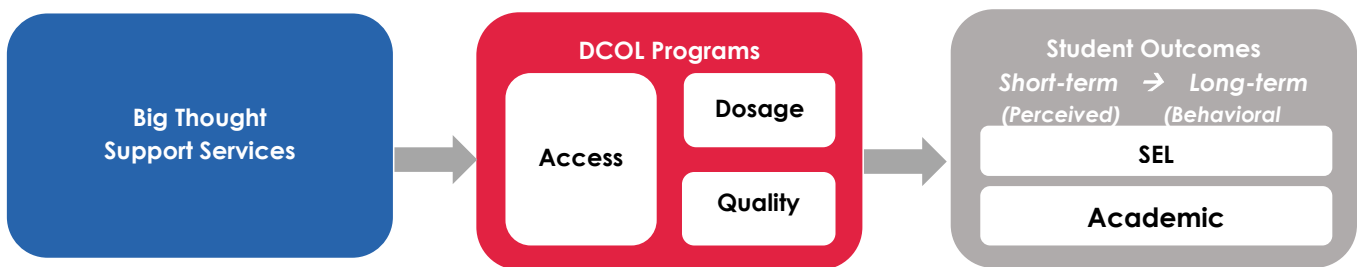 Big Thought
Support Services
DCOL Programs
Access
Dosage
Quality
Student Outcomes
Short-term → Long-term
(Perceived) (Behavioral
SEL
Academic